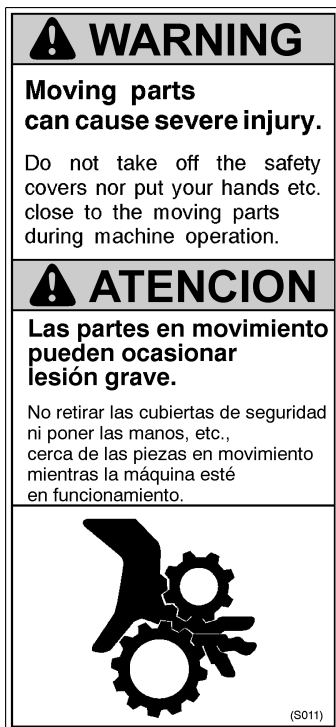 WARNING
Moving parts
can cause severe injury.
Do not take off the safety
covers nor put your hands etc.
close to the moving parts
during machine operation.
ATENCION
Las partes en movimiento
pueden ocasionar
lesión grave.
No retirar las cubiertas de seguridad
ni poner las manos, etc.,
cerca de las piezas en movimiento
mientras la máquina esté
en funcionamiento.
(S011)